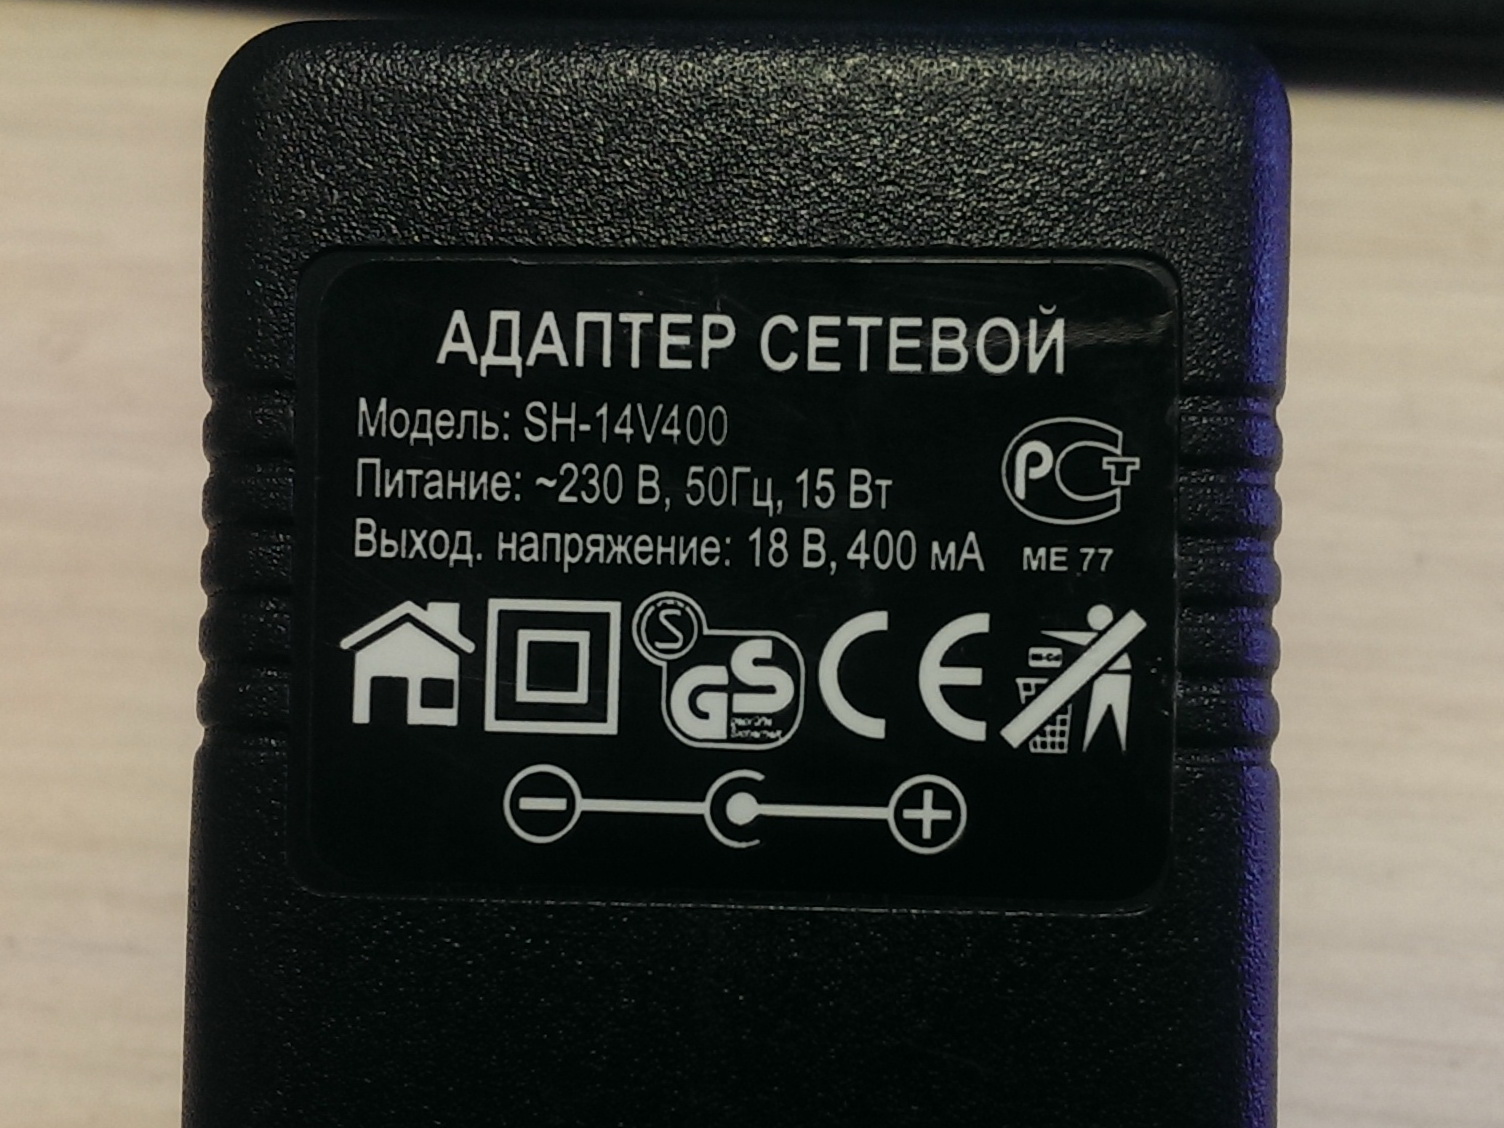 АДАПТЕР СЕТЕВОЙ
Модель: SH-14V400
Питание: ~230 В, 50Гц, 15 Вт
Выход. напряжение: 18 В, 400 мА
РСТ
ME 77
S
GS
CE
− +